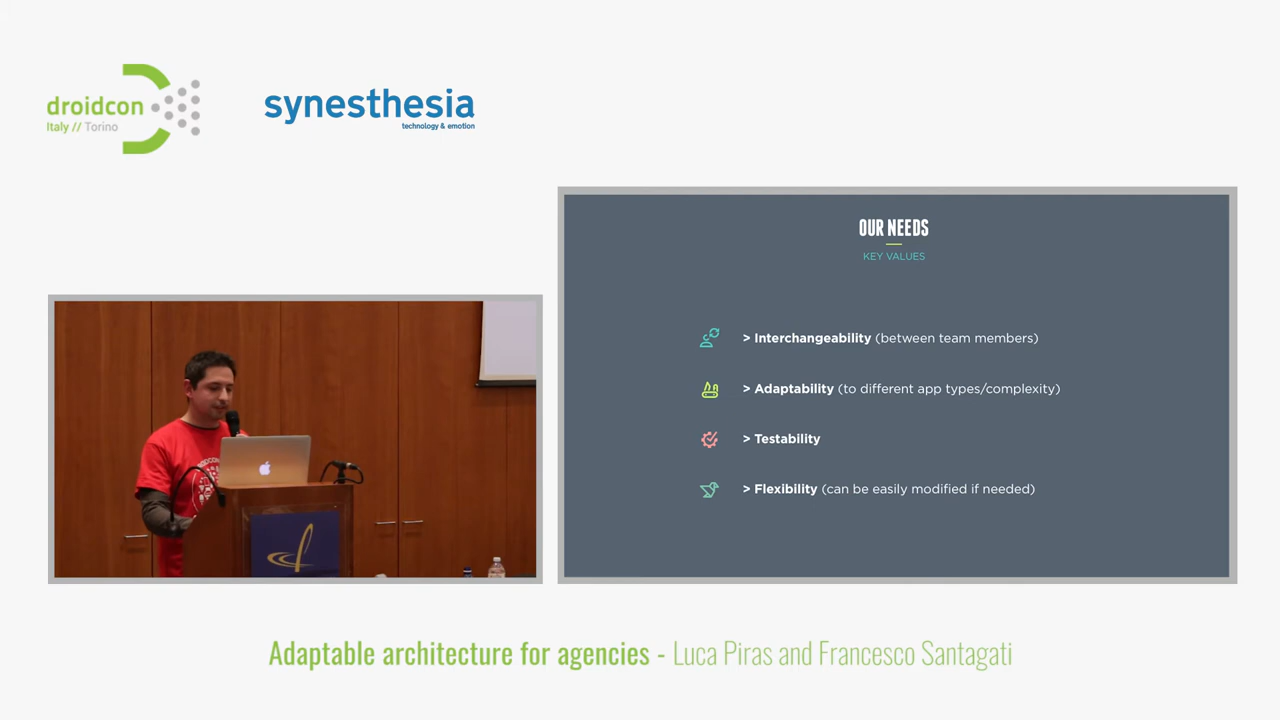 droidcon
Italy // Torino
synesthesia
technology & emotion
OUR NEEDS
KEY VALUES
> Interchangeability (between team members)
> Adaptability (to different app types/complexity)
> Testability
> Flexibility (can be easily modified if needed)
Adaptable architecture for agencies - Luca Piras and Francesco Santagati